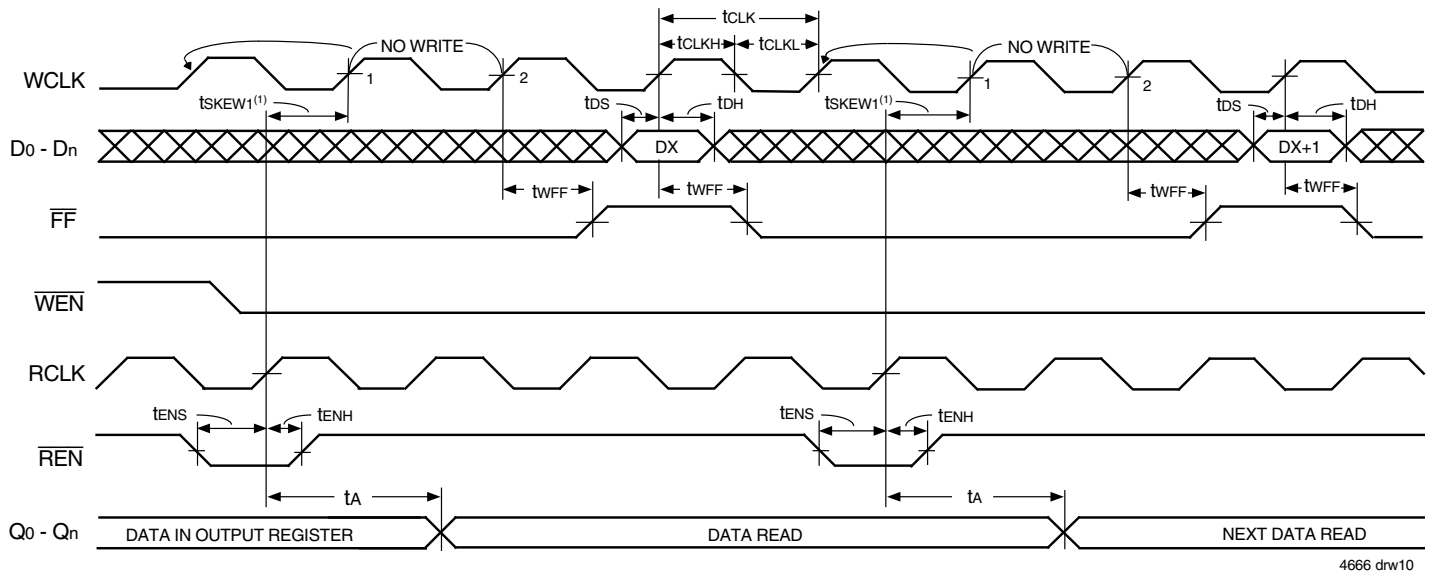 tCLK
NO WRITE
tCLKH
tCLKL
NO WRITE
WCLK
1
2
1
2
tSKEW1(1)
tDS
tDH
tSKEW1(1)
tDS
tDH
D0 - Dn
DX
DX+1
tWFF
tWFF
tWFF
tWFF
FF
WEN
RCLK
tENS
tENH
tENS
tENH
REN
tA
tA
Q0 - Qn
DATA IN OUTPUT REGISTER
DATA READ
NEXT DATA READ
4666 drw10